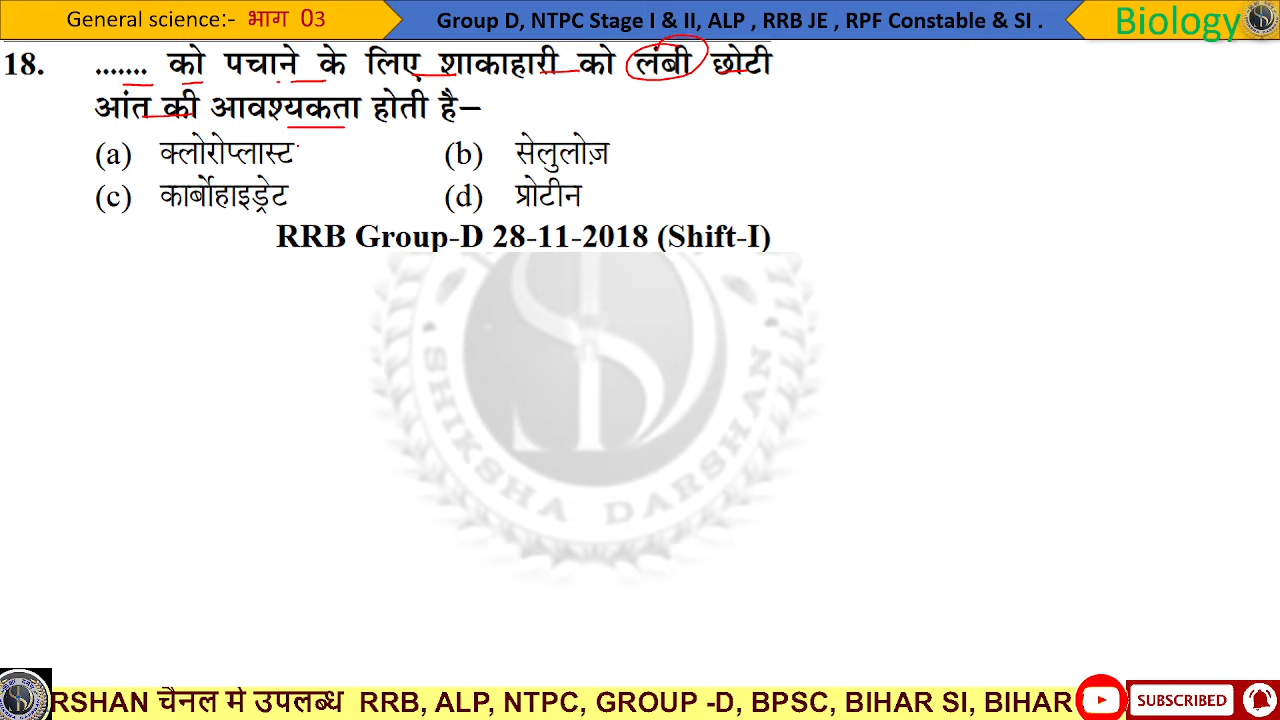 General science:- भाग 03
Group D, NTPC Stage I & II, ALP , RRB JE , RPF Constable & SI .
Biology
18. ....... को पचाने के लिए शाकाहारी को लंबी छोटी
आंत की आवश्यकता होती है–
(a) क्लोरोप्लास्ट (b) सेलुलोज़
(c) कार्बोहाइड्रेट (d) प्रोटीन
RRB Group-D 28-11-2018 (Shift-I)
SHIKSHA DARSHAN
RSHAN चैनल मे उपलब्ध RRB, ALP, NTPC, GROUP -D, BPSC, BIHAR SI, BIHAR
SUBSCRIBED